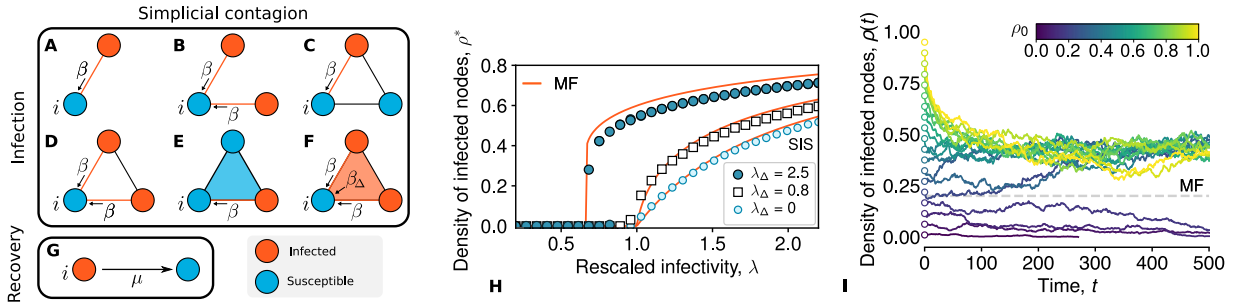 Simplicial contagion
Infection
A
β
i
B
β
i
β
C
β
i
D
β
i
β
E
i
β
F
β
β_Δ
i
β
Recovery
G
i
μ
Infected
Susceptible
Density of infected nodes, ρ*
0.8
0.6
0.4
0.2
0.0
MF
SIS
λ_Δ = 2.5
λ_Δ = 0.8
λ_Δ = 0
0.5 1.0 1.5 2.0
Rescaled infectivity, λ
H
Density of infected nodes, ρ(t)
1.00
0.75
0.50
0.25
0.00
ρ₀
0.0 0.2 0.4 0.6 0.8 1.0
MF
0 100 200 300 400 500
Time, t
I